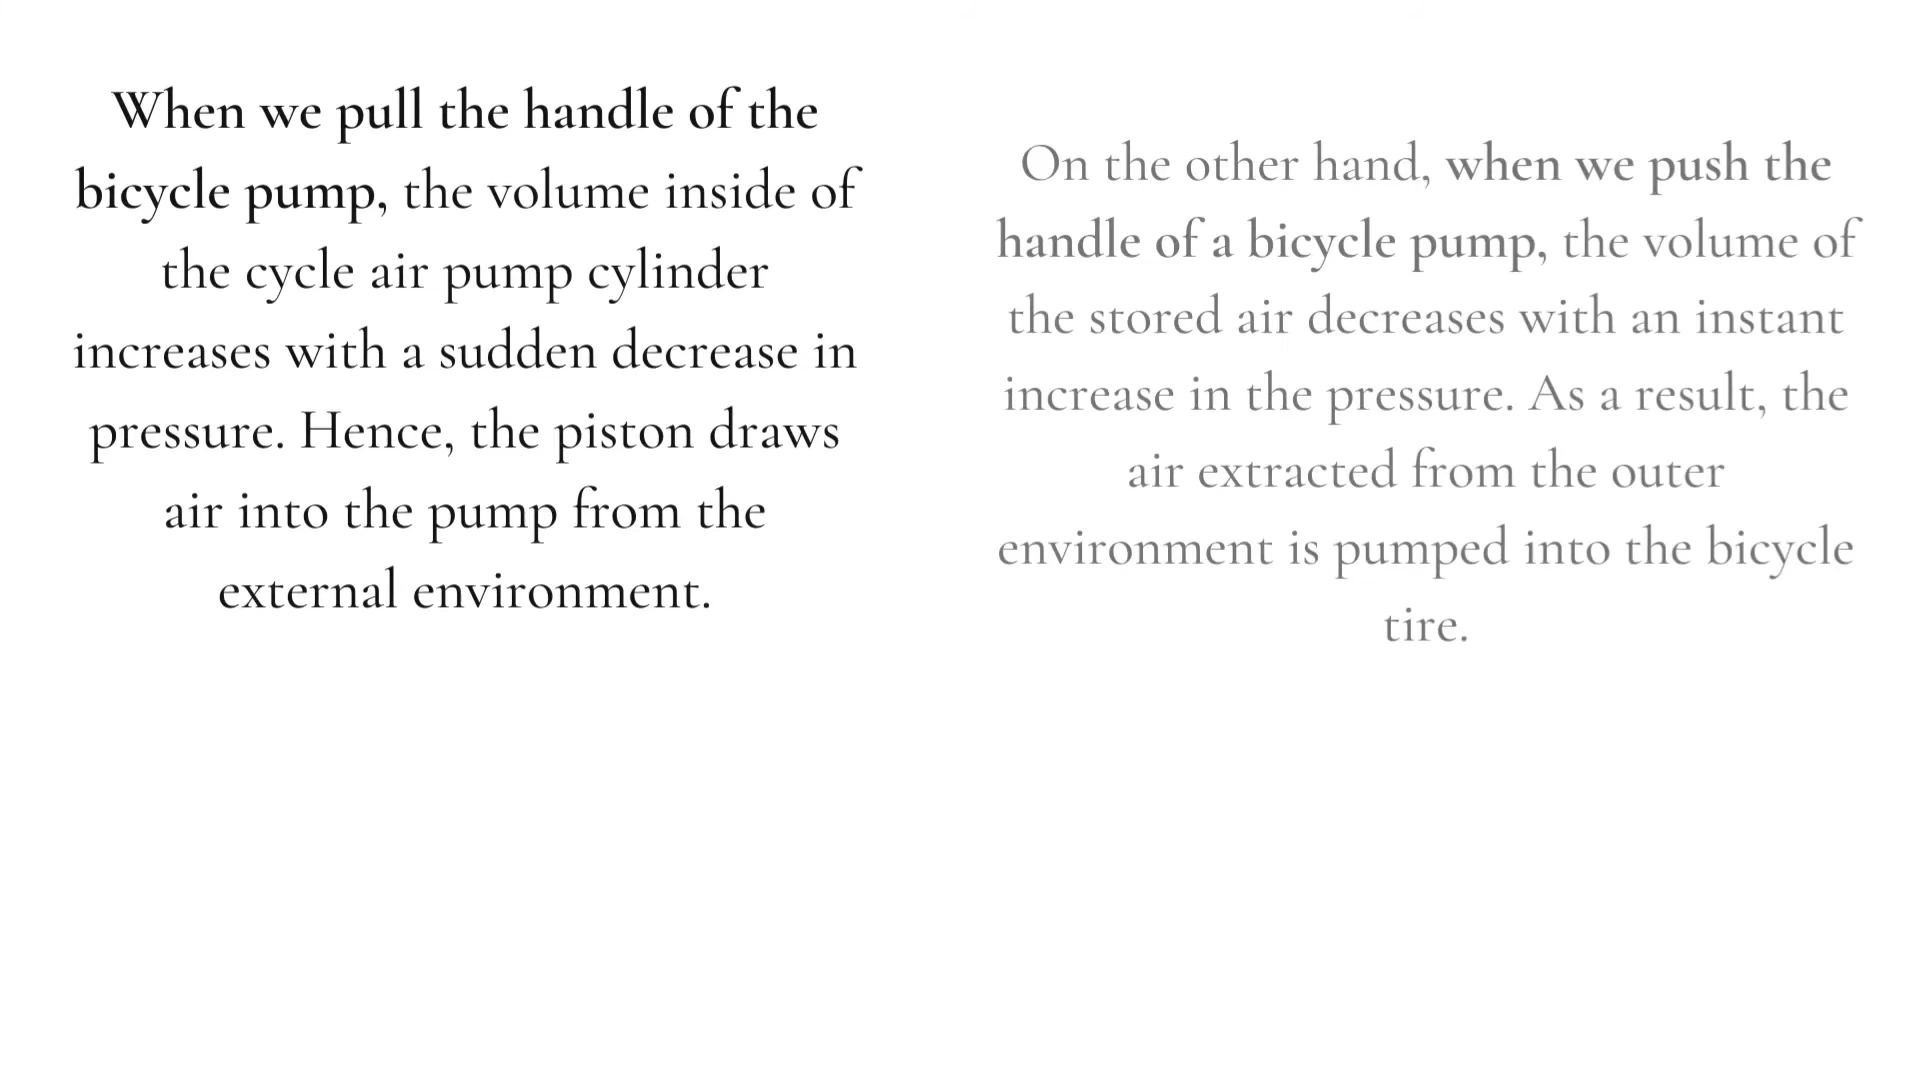 When we pull the handle of the
bicycle pump, the volume inside of
the cycle air pump cylinder
increases with a sudden decrease in
pressure. Hence, the piston draws
air into the pump from the
external environment.
On the other hand, when we push the
handle of a bicycle pump, the volume of
the stored air decreases with an instant
increase in the pressure. As a result, the
air extracted from the outer
environment is pumped into the bicycle
tire.